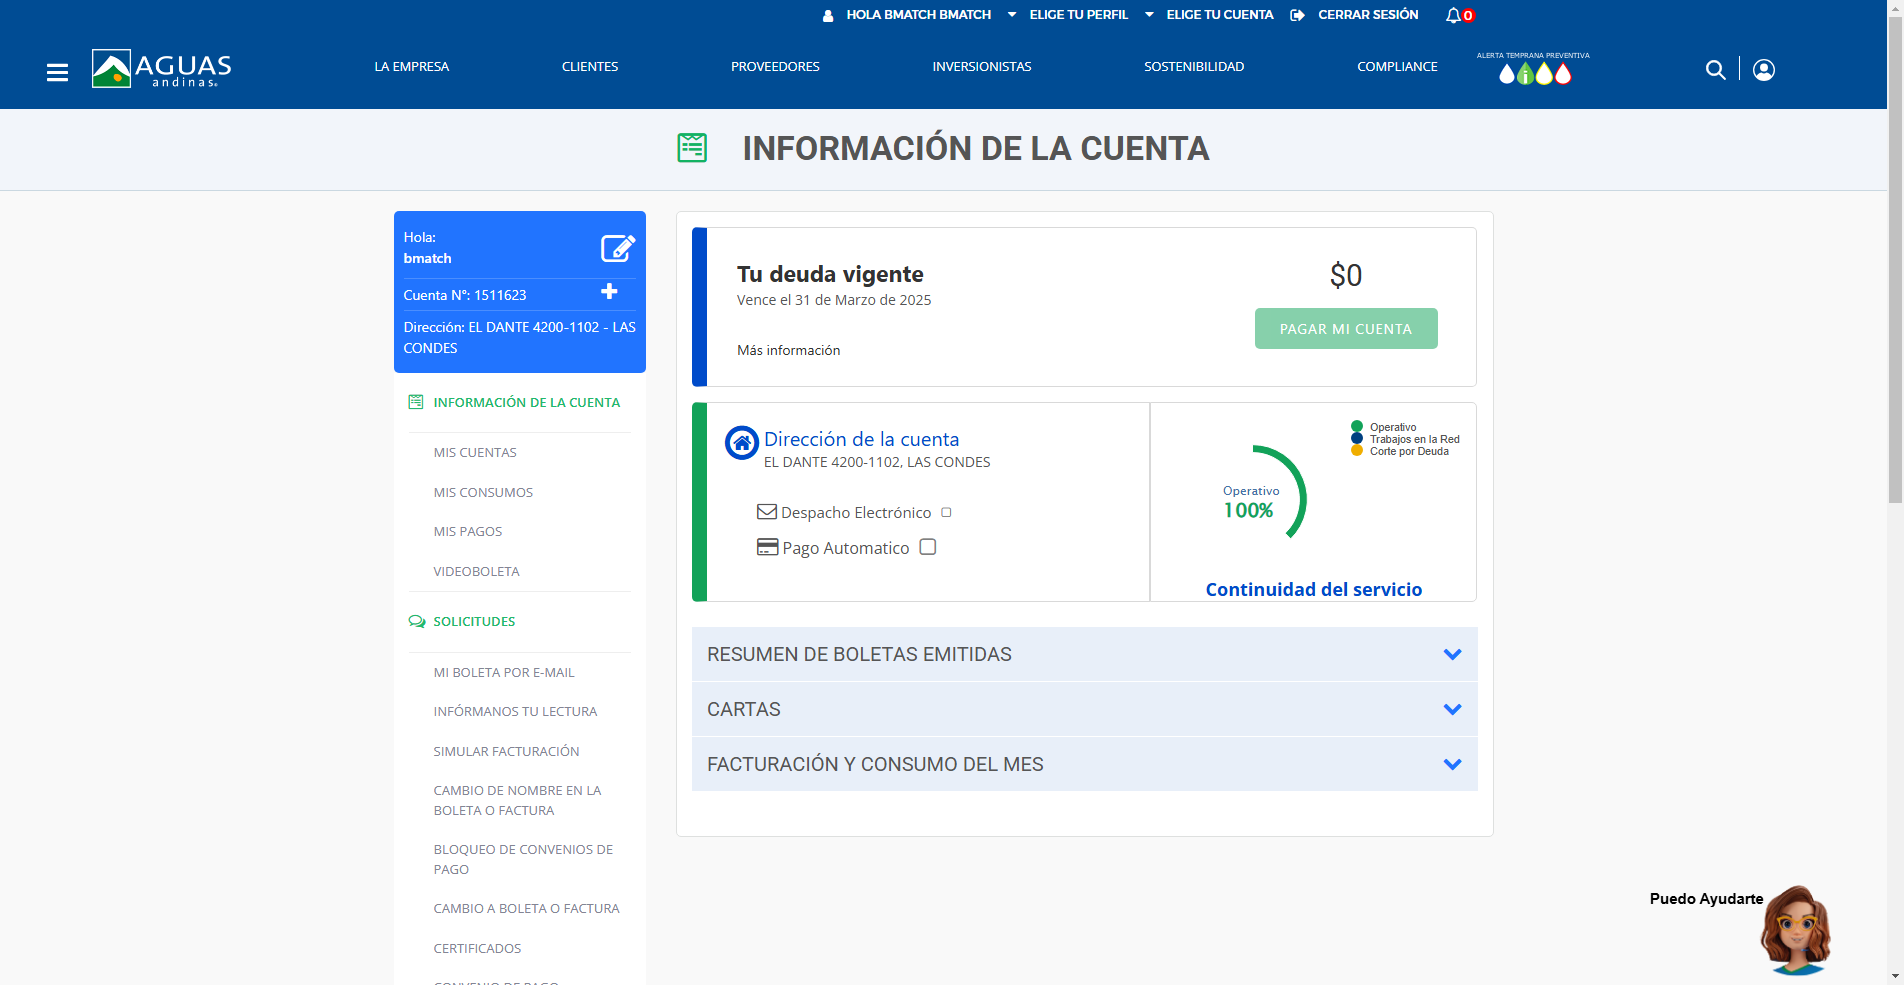 HOLA BMATCH BMATCH
ELIGE TU PERFIL
ELIGE TU CUENTA
CERRAR SESIÓN
0
AGUAS
andinas
LA EMPRESA
CLIENTES
PROVEEDORES
INVERSIONISTAS
SOSTENIBILIDAD
COMPLIANCE
ALERTA TEMPRANA PREVENTIVA
i
INFORMACIÓN DE LA CUENTA
Hola:
bmatch
Cuenta N°: 1511623
Dirección: EL DANTE 4200-1102 - LAS
CONDES
INFORMACIÓN DE LA CUENTA
MIS CUENTAS
MIS CONSUMOS
MIS PAGOS
VIDEOBOLETA
SOLICITUDES
MI BOLETA POR E-MAIL
INFÓRMANOS TU LECTURA
SIMULAR FACTURACIÓN
CAMBIO DE NOMBRE EN LA
BOLETA O FACTURA
BLOQUEO DE CONVENIOS DE
PAGO
CAMBIO A BOLETA O FACTURA
CERTIFICADOS
CONVENIO DE PAGO
Tu deuda vigente
Vence el 31 de Marzo de 2025
Más información
$0
PAGAR MI CUENTA
Dirección de la cuenta
EL DANTE 4200-1102, LAS CONDES
Despacho Electrónico
Pago Automatico
Operativo
Trabajos en la Red
Corte por Deuda
Operativo
100%
Continuidad del servicio
RESUMEN DE BOLETAS EMITIDAS
CARTAS
FACTURACIÓN Y CONSUMO DEL MES
Puedo Ayudarte